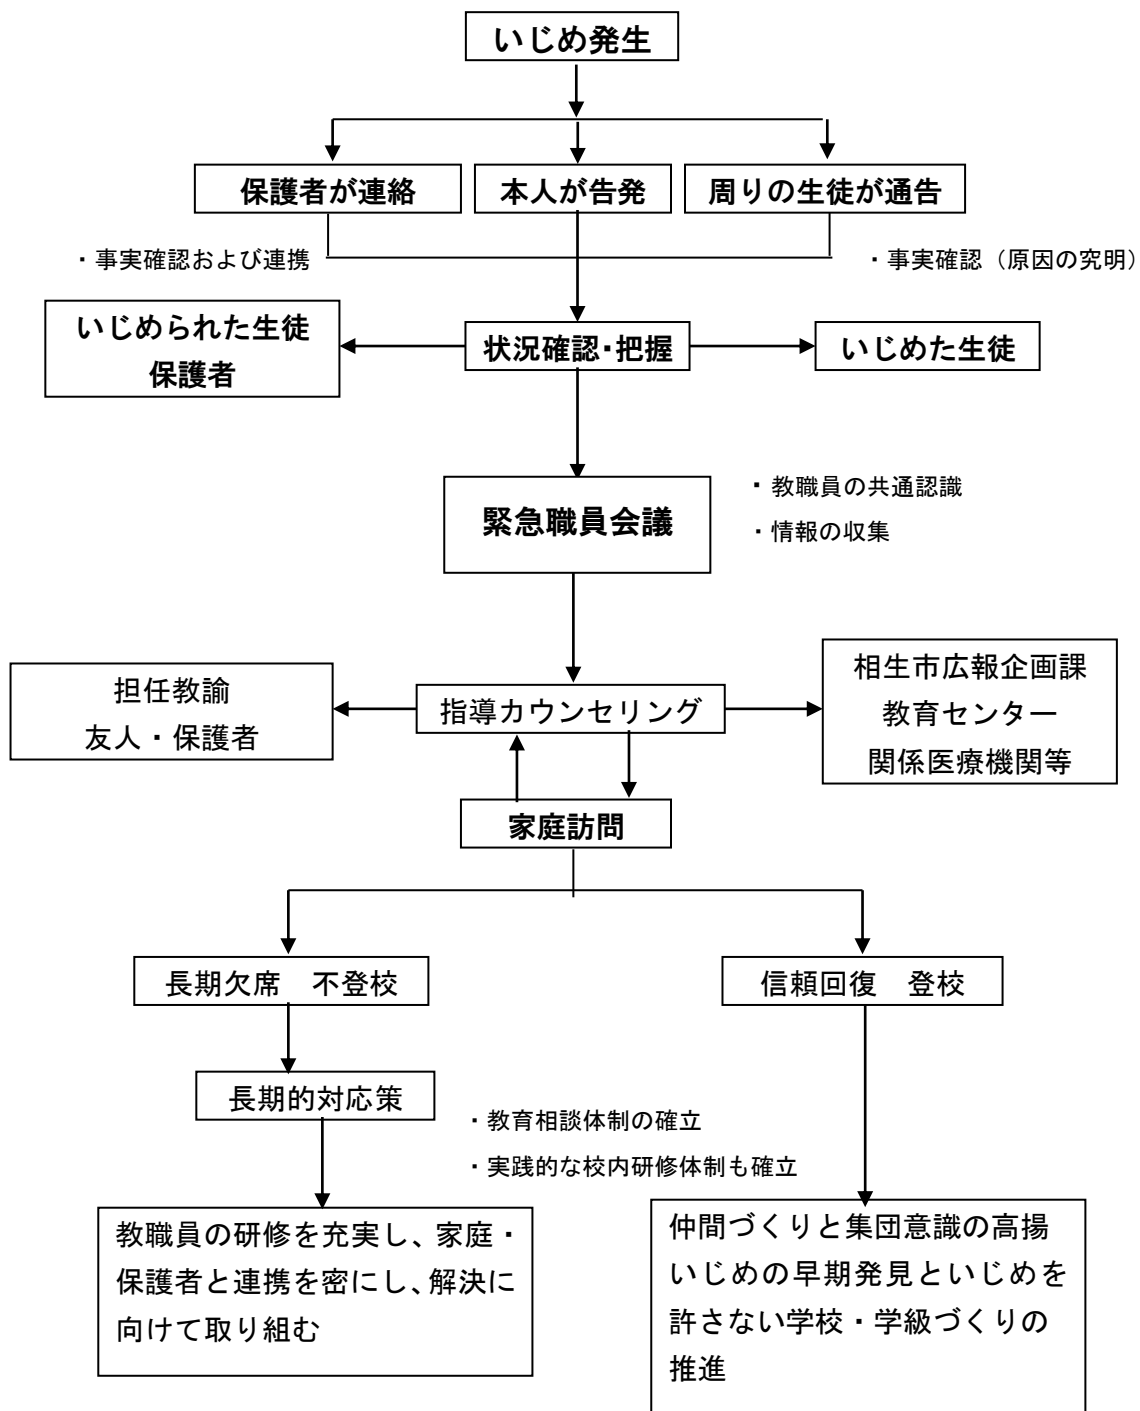 いじめ発生
保護者が連絡
本人が告発
周りの生徒が通告
・事実確認および連携
・事実確認（原因の究明）
いじめられた生徒
保護者
状況確認・把握
いじめた生徒
緊急職員会議
・教職員の共通認識
・情報の収集
担任教諭
友人・保護者
指導カウンセリング
相生市広報企画課
教育センター
関係医療機関等
家庭訪問
長期欠席　不登校
信頼回復　登校
長期的対応策
・教育相談体制の確立
・実践的な校内研修体制も確立
教職員の研修を充実し、家庭・
保護者と連携を密にし、解決に
向けて取り組む
仲間づくりと集団意識の高揚
いじめの早期発見といじめを
許さない学校・学級づくりの
推進